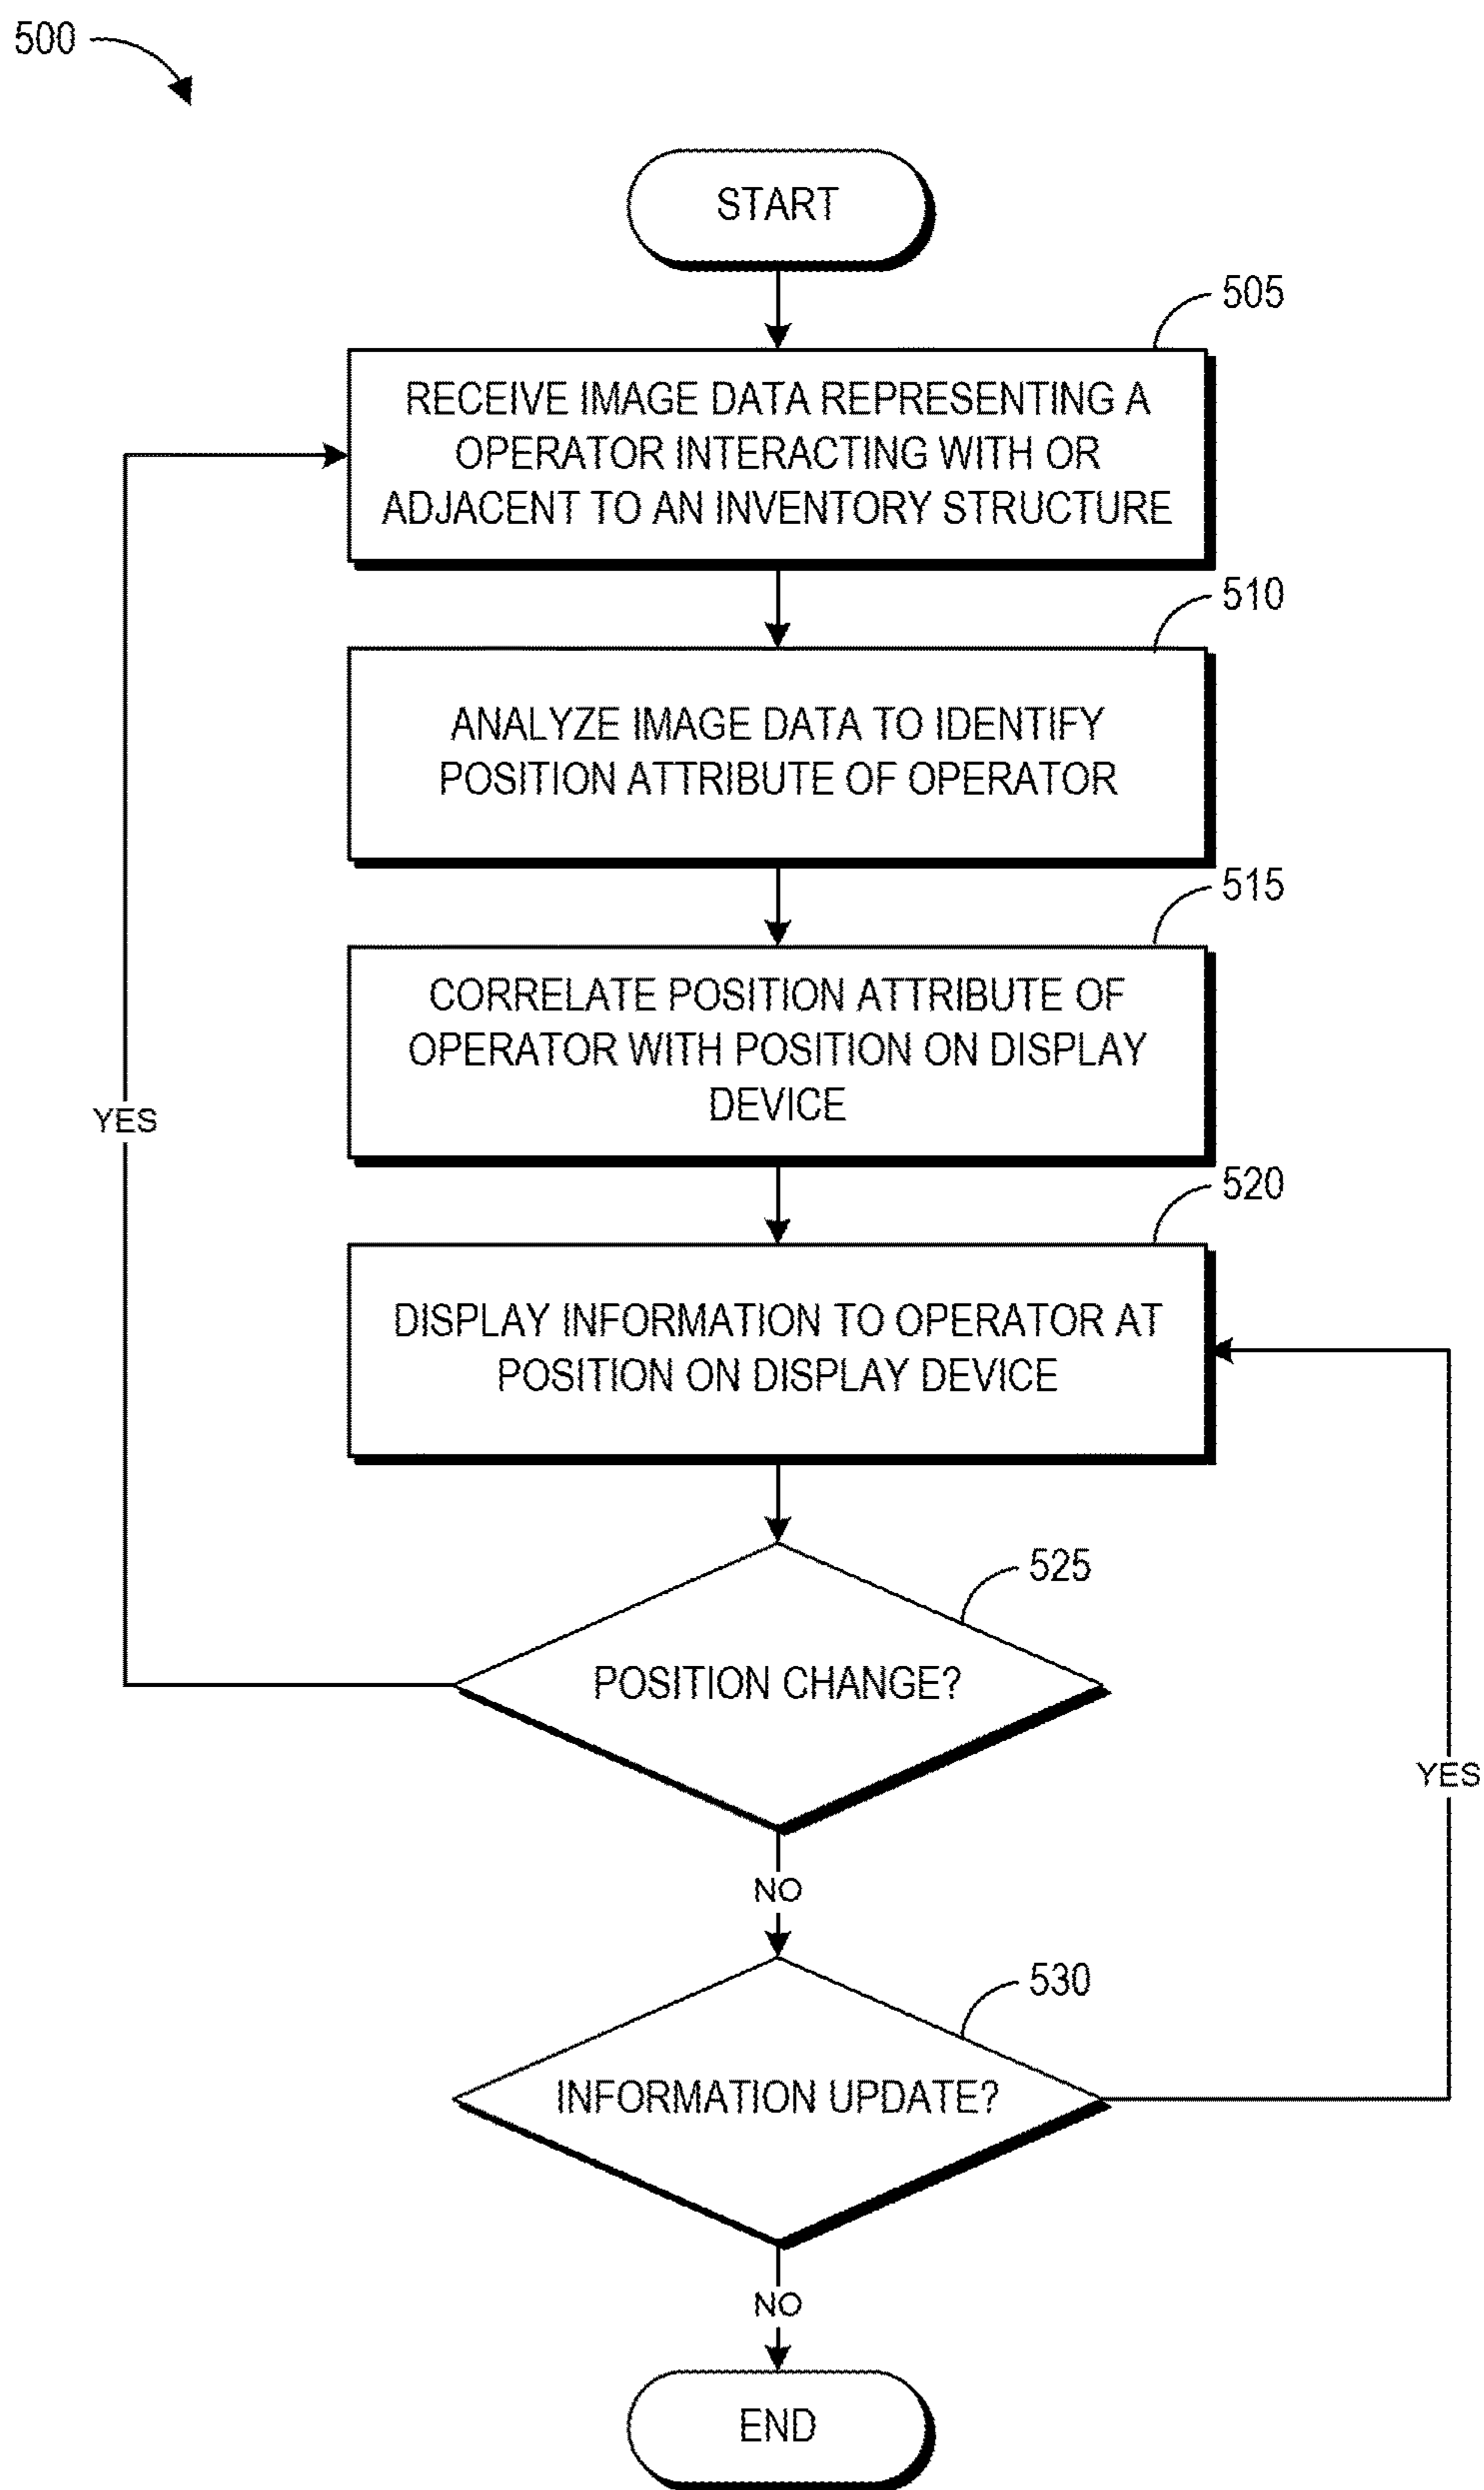 500
START
505
RECEIVE IMAGE DATA REPRESENTING A
OPERATOR INTERACTING WITH OR
ADJACENT TO AN INVENTORY STRUCTURE
510
ANALYZE IMAGE DATA TO IDENTIFY
POSITION ATTRIBUTE OF OPERATOR
515
CORRELATE POSITION ATTRIBUTE OF
OPERATOR WITH POSITION ON DISPLAY
DEVICE
YES
520
DISPLAY INFORMATION TO OPERATOR AT
POSITION ON DISPLAY DEVICE
525
POSITION CHANGE?
YES
NO
530
INFORMATION UPDATE?
NO
END